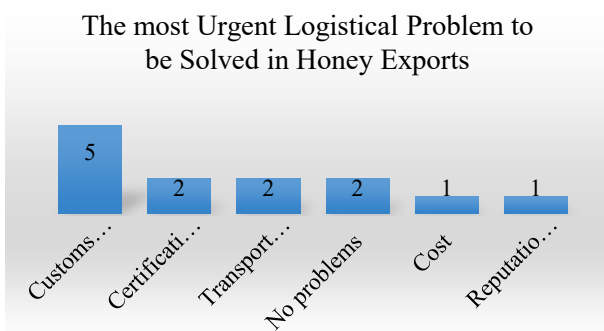 The most Urgent Logistical Problem to
be Solved in Honey Exports
5
2
2
2
1
1
Customs…
Certificati…
Transport…
No problems
Cost
Reputatio…